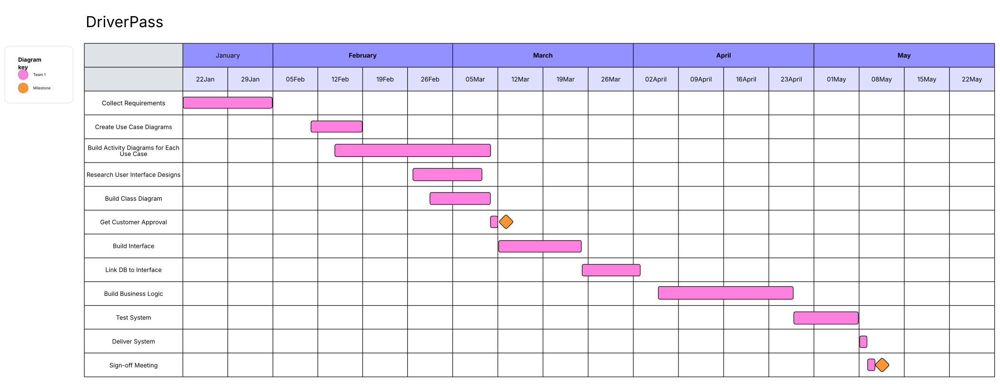 DriverPass
Diagram
key
Team 1
Milestone
January February March April May
22Jan 29Jan 05Feb 12Feb 19Feb 26Feb 05Mar 12Mar 19Mar 26Mar 02April 09April 16April 23April 01May 08May 15May 22May
Collect Requirements
Create Use Case Diagrams
Build Activity Diagrams for Each
Use Case
Research User Interface Designs
Build Class Diagram
Get Customer Approval
Build Interface
Link DB to Interface
Build Business Logic
Test System
Deliver System
Sign-off Meeting